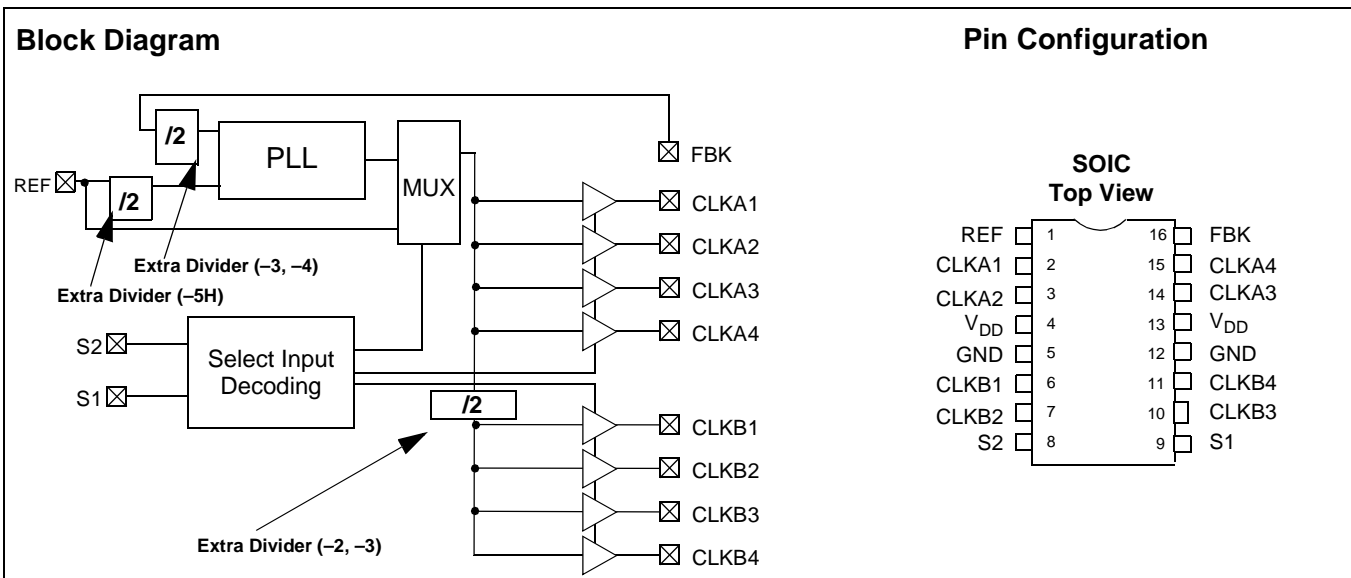 Block Diagram
/2
PLL
MUX
FBK
REF
/2
CLKA1
CLKA2
Extra Divider (–3, –4)
CLKA3
Extra Divider (–5H)
CLKA4
S2
Select Input
Decoding
S1
/2
CLKB1
CLKB2
CLKB3
Extra Divider (–2, –3)
CLKB4
Pin Configuration
SOIC
Top View
REF 1 16 FBK
CLKA1 2 15 CLKA4
CLKA2 3 14 CLKA3
VDD 4 13 VDD
GND 5 12 GND
CLKB1 6 11 CLKB4
CLKB2 7 10 CLKB3
S2 8 9 S1